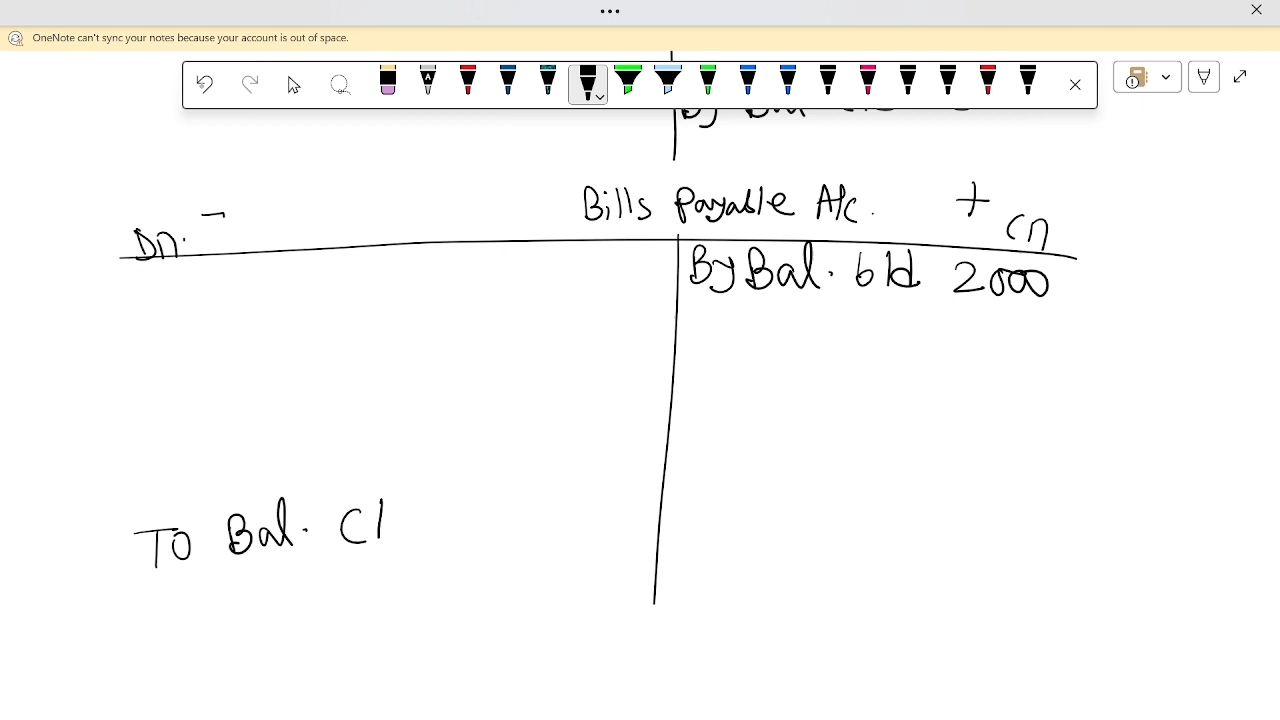 OneNote can't sync your notes because your account is out of space.
A
Bills Payable A/c. +
Dr. - Cr
By Bal. b/d 2000
To Bal. c/